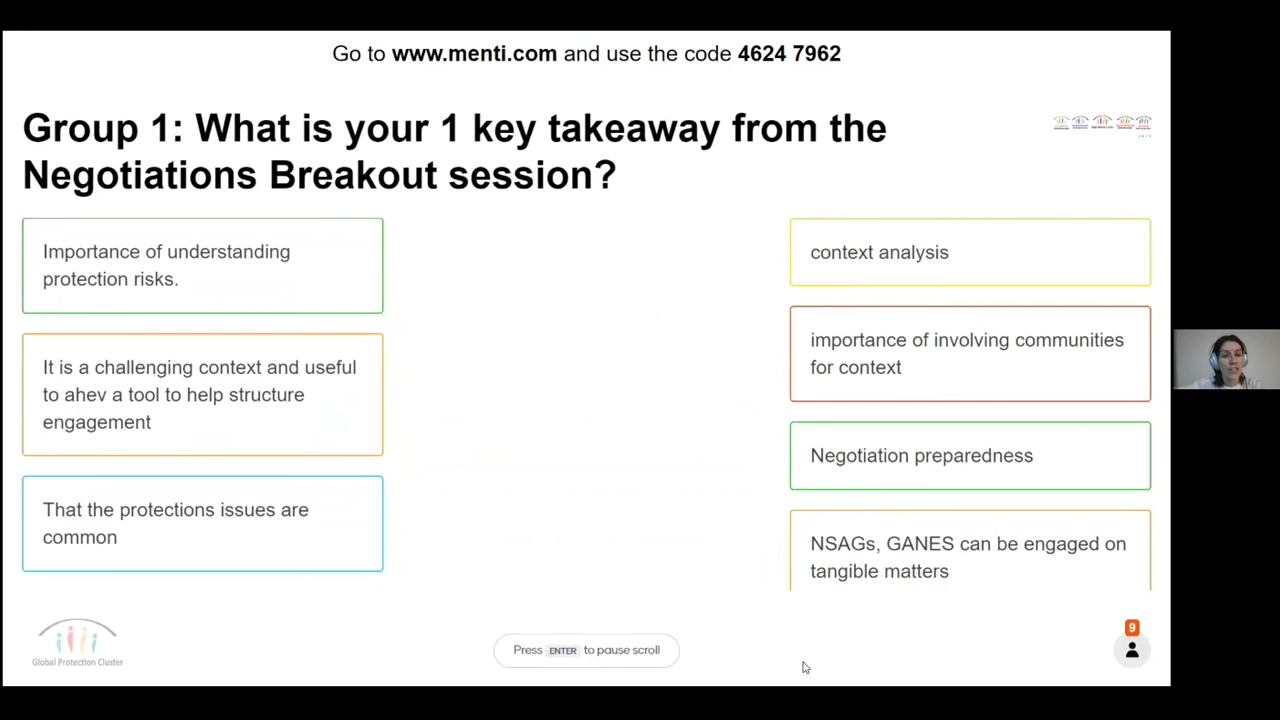 Go to www.menti.com and use the code 4624 7962
Group 1: What is your 1 key takeaway from the
Negotiations Breakout session?
Importance of understanding
protection risks.
It is a challenging context and useful
to ahev a tool to help structure
engagement
That the protections issues are
common
context analysis
importance of involving communities
for context
Negotiation preparedness
NSAGs, GANES can be engaged on
tangible matters
Global Protection Cluster
Press ENTER to pause scroll
9